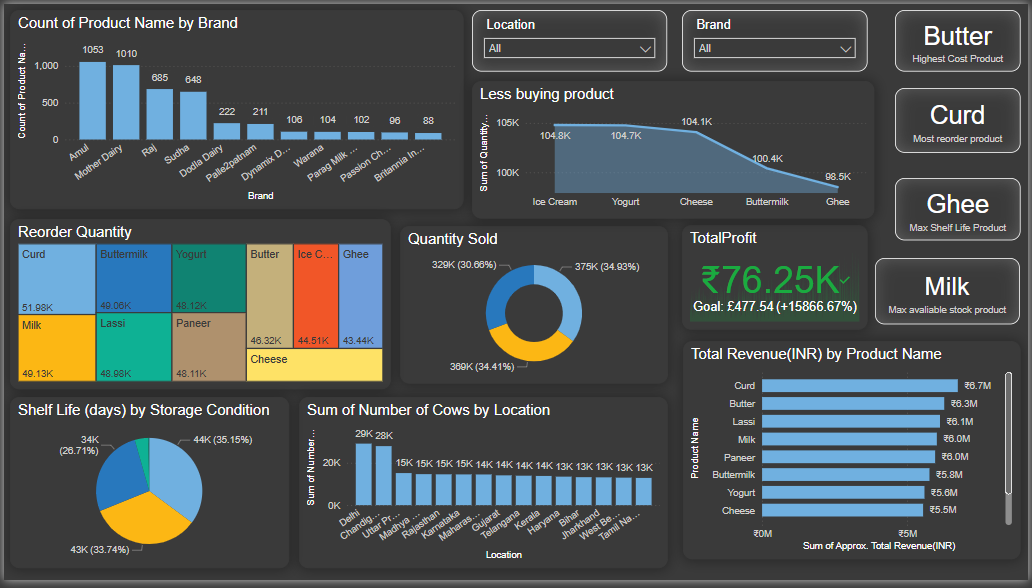 Count of Product Name by Brand
Count of Product Na...
1,000
500
0
1053
1010
685
648
222
211
106
104
102
96
88
Amul
Mother Dairy
Raj
Sudha
Dodla Dairy
Palle2patnam
Dynamix D...
Warana
Parag Milk ...
Passion Ch...
Britannia In...
Brand
Location
All
Brand
All
Butter
Highest Cost Product
Less buying product
Sum of Quantity...
105K
100K
104.8K
104.7K
104.1K
100.4K
98.5K
Ice Cream
Yogurt
Cheese
Buttermilk
Ghee
Curd
Most reorder product
Ghee
Max Shelf Life Product
Milk
Max avaliable stock product
Reorder Quantity
Curd
51.98K
Buttermilk
49.06K
Yogurt
48.12K
Butter
46.32K
Ice C...
44.51K
Ghee
43.44K
Milk
49.13K
Lassi
48.98K
Paneer
48.11K
Cheese
Quantity Sold
329K (30.66%)
375K (34.93%)
369K (34.41%)
TotalProfit
₹76.25K
Goal: £477.54 (+15866.67%)
Shelf Life (days) by Storage Condition
34K
(26.71%)
44K (35.15%)
43K (33.74%)
Sum of Number of Cows by Location
Sum of Number...
20K
0K
29K
28K
15K
15K
15K
15K
14K
14K
14K
14K
13K
13K
13K
13K
13K
Delhi
Chandig...
Uttar Pr...
Madhya ...
Rajasthan
Karnataka
Maharas...
Gujarat
Telangana
Kerala
Haryana
Bihar
Jharkhand
West Be...
Tamil Na...
Location
Total Revenue(INR) by Product Name
Product Name
Curd
₹6.7M
Butter
₹6.3M
Lassi
₹6.1M
Milk
₹6.0M
Paneer
₹6.0M
Buttermilk
₹5.8M
Yogurt
₹5.6M
Cheese
₹5.5M
₹0M
₹5M
Sum of Approx. Total Revenue(INR)